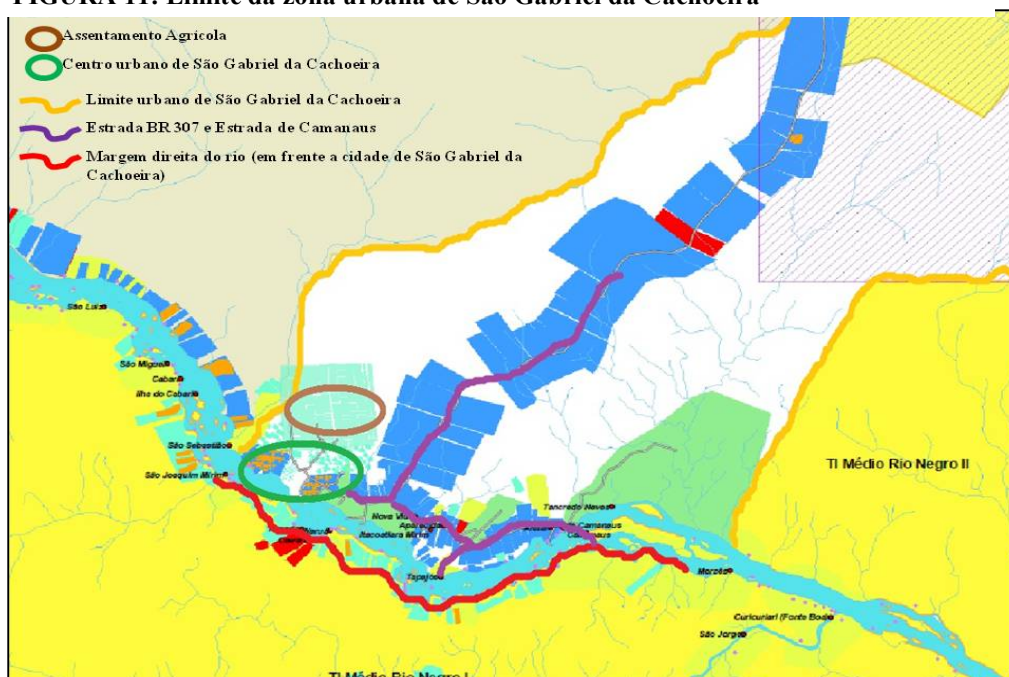 FIGURA 11: Limite da zona urbana de São Gabriel da Cachoeira
Assentamento Agrícola
Centro urbano de São Gabriel da Cachoeira
Limite urbano de São Gabriel da Cachoeira
Estrada BR 307 e Estrada de Camanaus
Margem direita do rio (em frente a cidade de São Gabriel da
Cachoeira)
São Luiz
São Miguel
Cabari
Ilha do Cabari
São Sebastião
São Joaquim Mirim
TI Médio Rio Negro II
Tancredo Neves
Itacoatiara Mirim
Camanaus
Tapajós
Mercês
Curicuriari (Fonte Boa)
São Jorge
TI Médio Rio Negro I